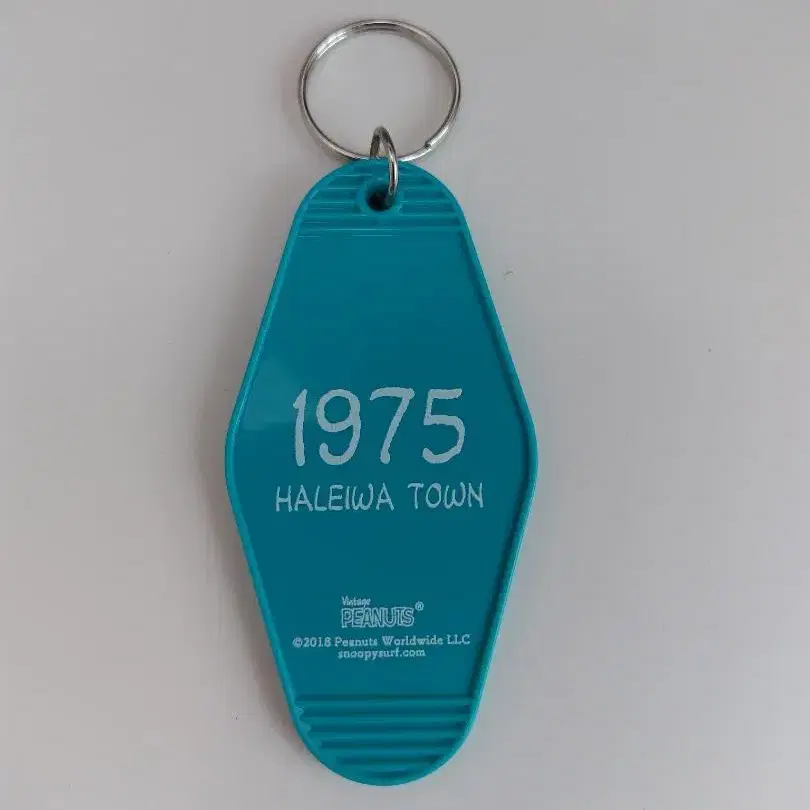 1975
HALEIWA TOWN
Vintage
PEANUTS®
©2018 Peanuts Worldwide LLC
snoopysurf.com